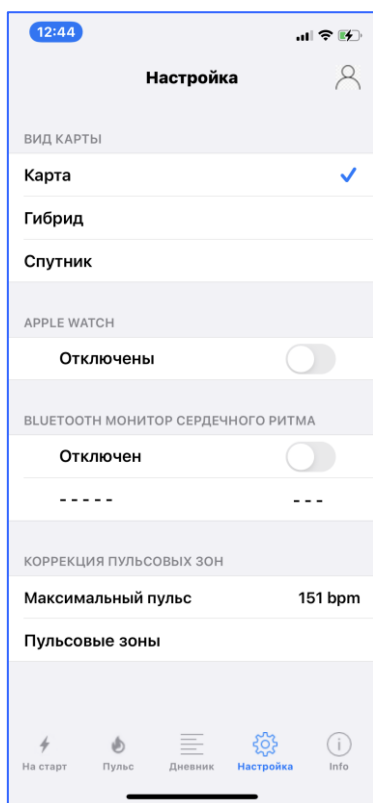 12:44
Настройка
ВИД КАРТЫ
Карта
Гибрид
Спутник
APPLE WATCH
Отключены
BLUETOOTH МОНИТОР СЕРДЕЧНОГО РИТМА
Отключен
- - - - - - - -
КОРРЕКЦИЯ ПУЛЬСОВЫХ ЗОН
Максимальный пульс 151 bpm
Пульсовые зоны
На старт Пульс Дневник Настройка Info